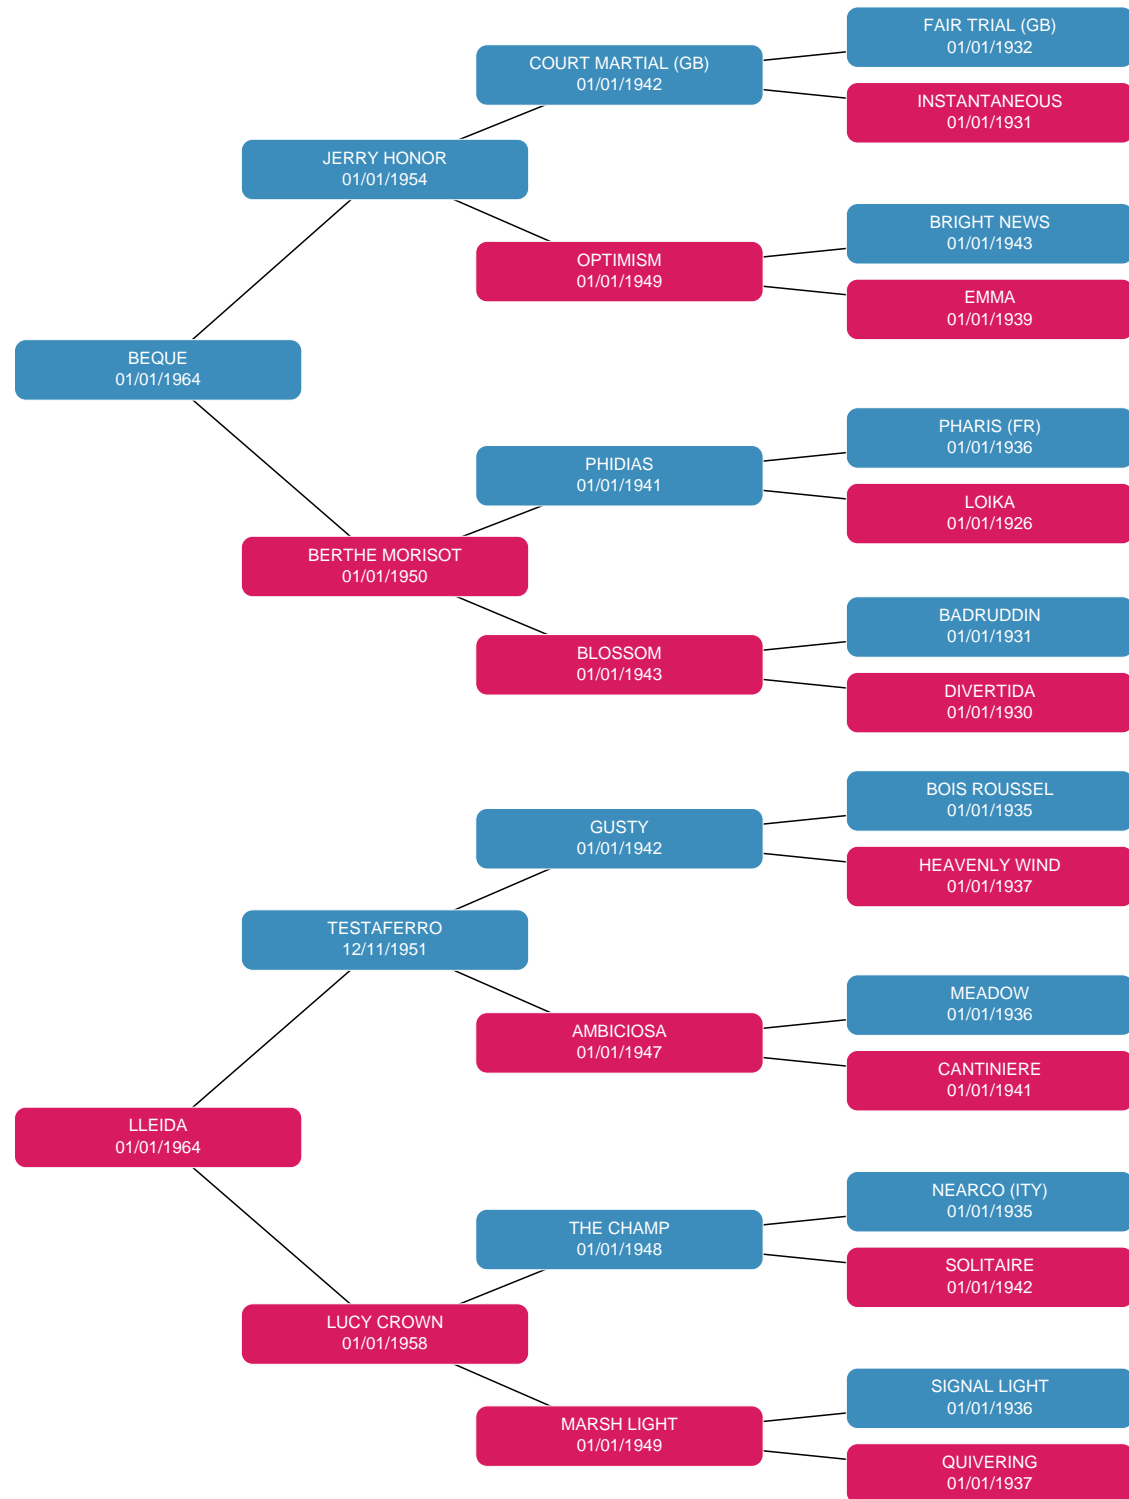 FAIR TRIAL (GB)
01/01/1932
COURT MARTIAL (GB)
01/01/1942
INSTANTANEOUS
01/01/1931
JERRY HONOR
01/01/1954
BRIGHT NEWS
01/01/1943
OPTIMISM
01/01/1949
EMMA
01/01/1939
BEQUE
01/01/1964
PHARIS (FR)
01/01/1936
PHIDIAS
01/01/1941
LOIKA
01/01/1926
BERTHE MORISOT
01/01/1950
BADRUDDIN
01/01/1931
BLOSSOM
01/01/1943
DIVERTIDA
01/01/1930
BOIS ROUSSEL
01/01/1935
GUSTY
01/01/1942
HEAVENLY WIND
01/01/1937
TESTAFERRO
12/11/1951
MEADOW
01/01/1936
AMBICIOSA
01/01/1947
CANTINIERE
01/01/1941
LLEIDA
01/01/1964
NEARCO (ITY)
01/01/1935
THE CHAMP
01/01/1948
SOLITAIRE
01/01/1942
LUCY CROWN
01/01/1958
SIGNAL LIGHT
01/01/1936
MARSH LIGHT
01/01/1949
QUIVERING
01/01/1937